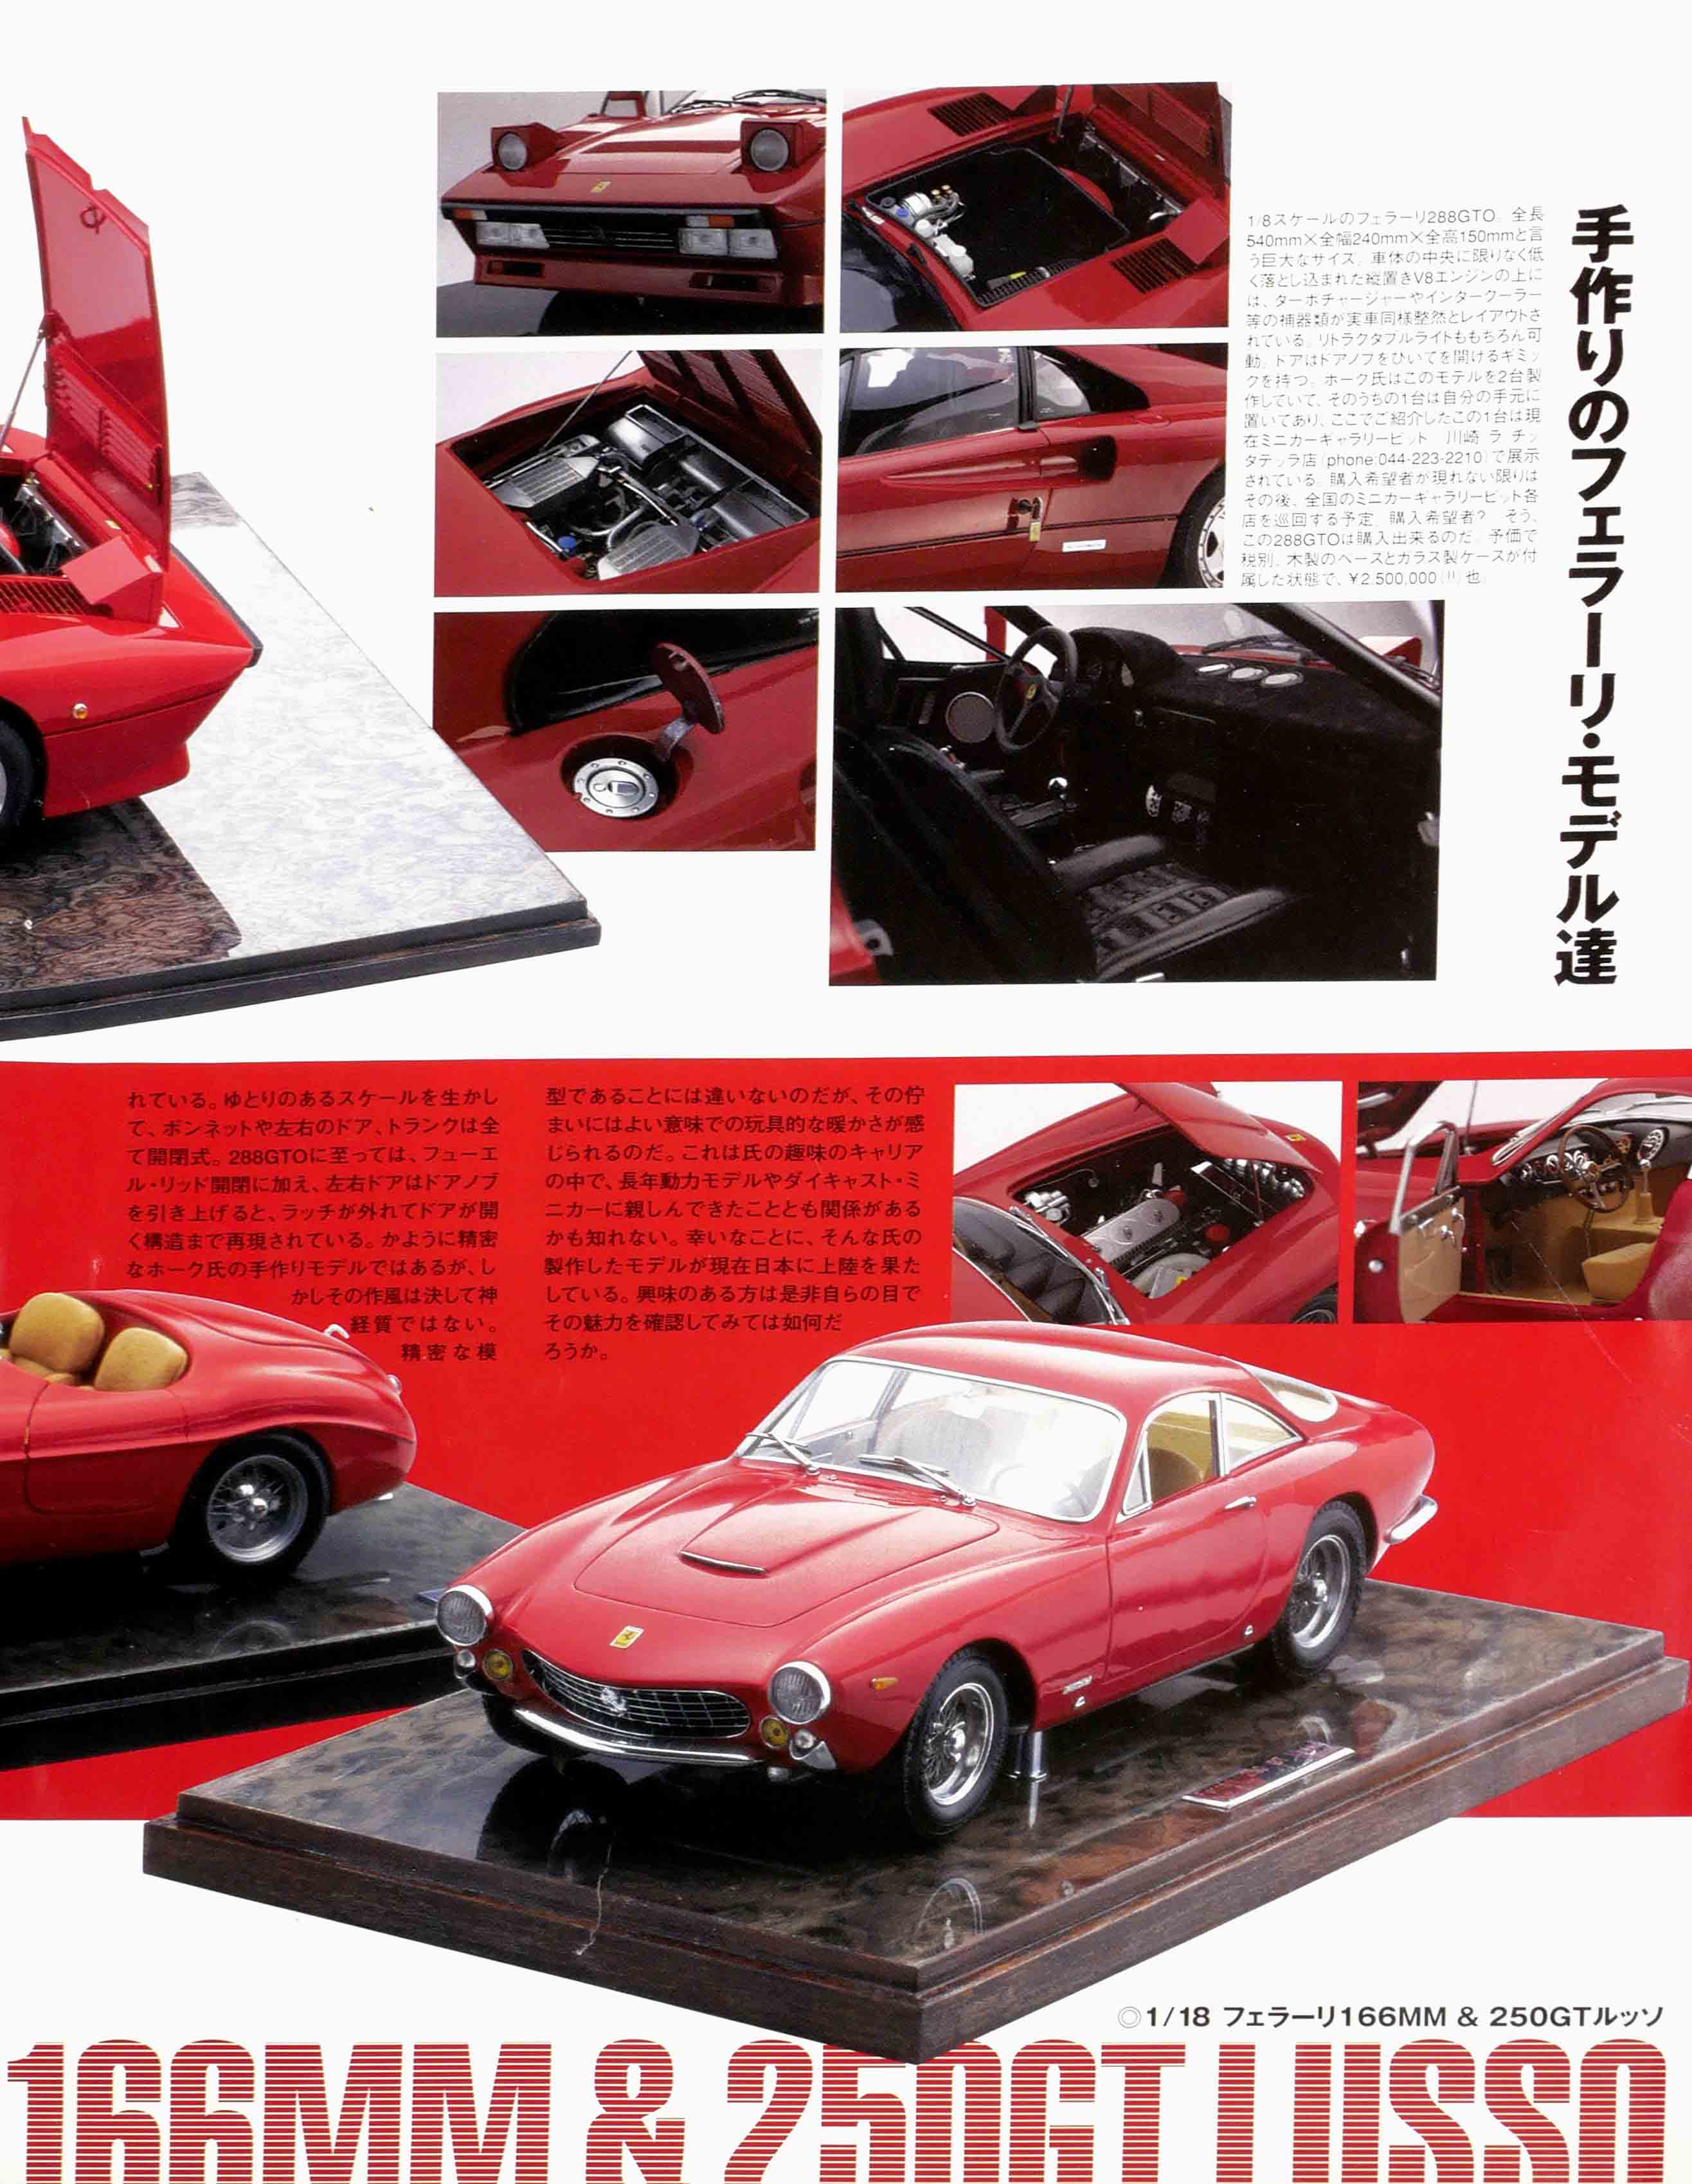 手作りのフェラーリ・モデル達
1/8スケールのフェラーリ288GTO。全長
540mm×全幅240mm×全高150mmと言
う巨大なサイズ。車体の中央に限りなく低
く落とし込まれた縦置きV8エンジンの上に
は、ターボチャージャーやインタークーラー
等の補器類が実車同様整然とレイアウトさ
れている。リトラクタブルライトももちろん可
動。ドアはドアノブをひいてを開けるギミッ
クを持つ。ホーク氏はこのモデルを2台製
作していて、そのうちの1台は自分の手元に
置いてあり、ここでご紹介したこの1台は現
在ミニカーギャラリーピット 川崎 ラ チッ
タデッラ店(phone:044-223-2210)で展示
されている。購入希望者が現れない限りは
その後、全国のミニカーギャラリーピット各
店を巡回する予定。購入希望者? そう、
この288GTOは購入出来るのだ。予価で
税別。木製のベースとガラス製ケースが付
属した状態で、¥2,500,000(!!)也。
れている。ゆとりのあるスケールを生かし
て、ボンネットや左右のドア、トランクは全
て開閉式。288GTOに至っては、フューエ
ル・リッド開閉に加え、左右ドアはドアノブ
を引き上げると、ラッチが外れてドアが開
く構造まで再現されている。かように精密
なホーク氏の手作りモデルではあるが、し
かしその作風は決して神
経質ではない。
精密な模
型であることには違いないのだが、その佇
まいにはよい意味での玩具的な暖かさが感
じられるのだ。これは氏の趣味のキャリア
の中で、長年動力モデルやダイキャスト・ミ
ニカーに親しんできたこととも関係がある
かも知れない。幸いなことに、そんな氏の
製作したモデルが現在日本に上陸を果た
している。興味のある方は是非自らの目で
その魅力を確認してみては如何だ
ろうか。
◎1/18 フェラーリ166MM & 250GTルッソ
166MM & 250GT LUSSO